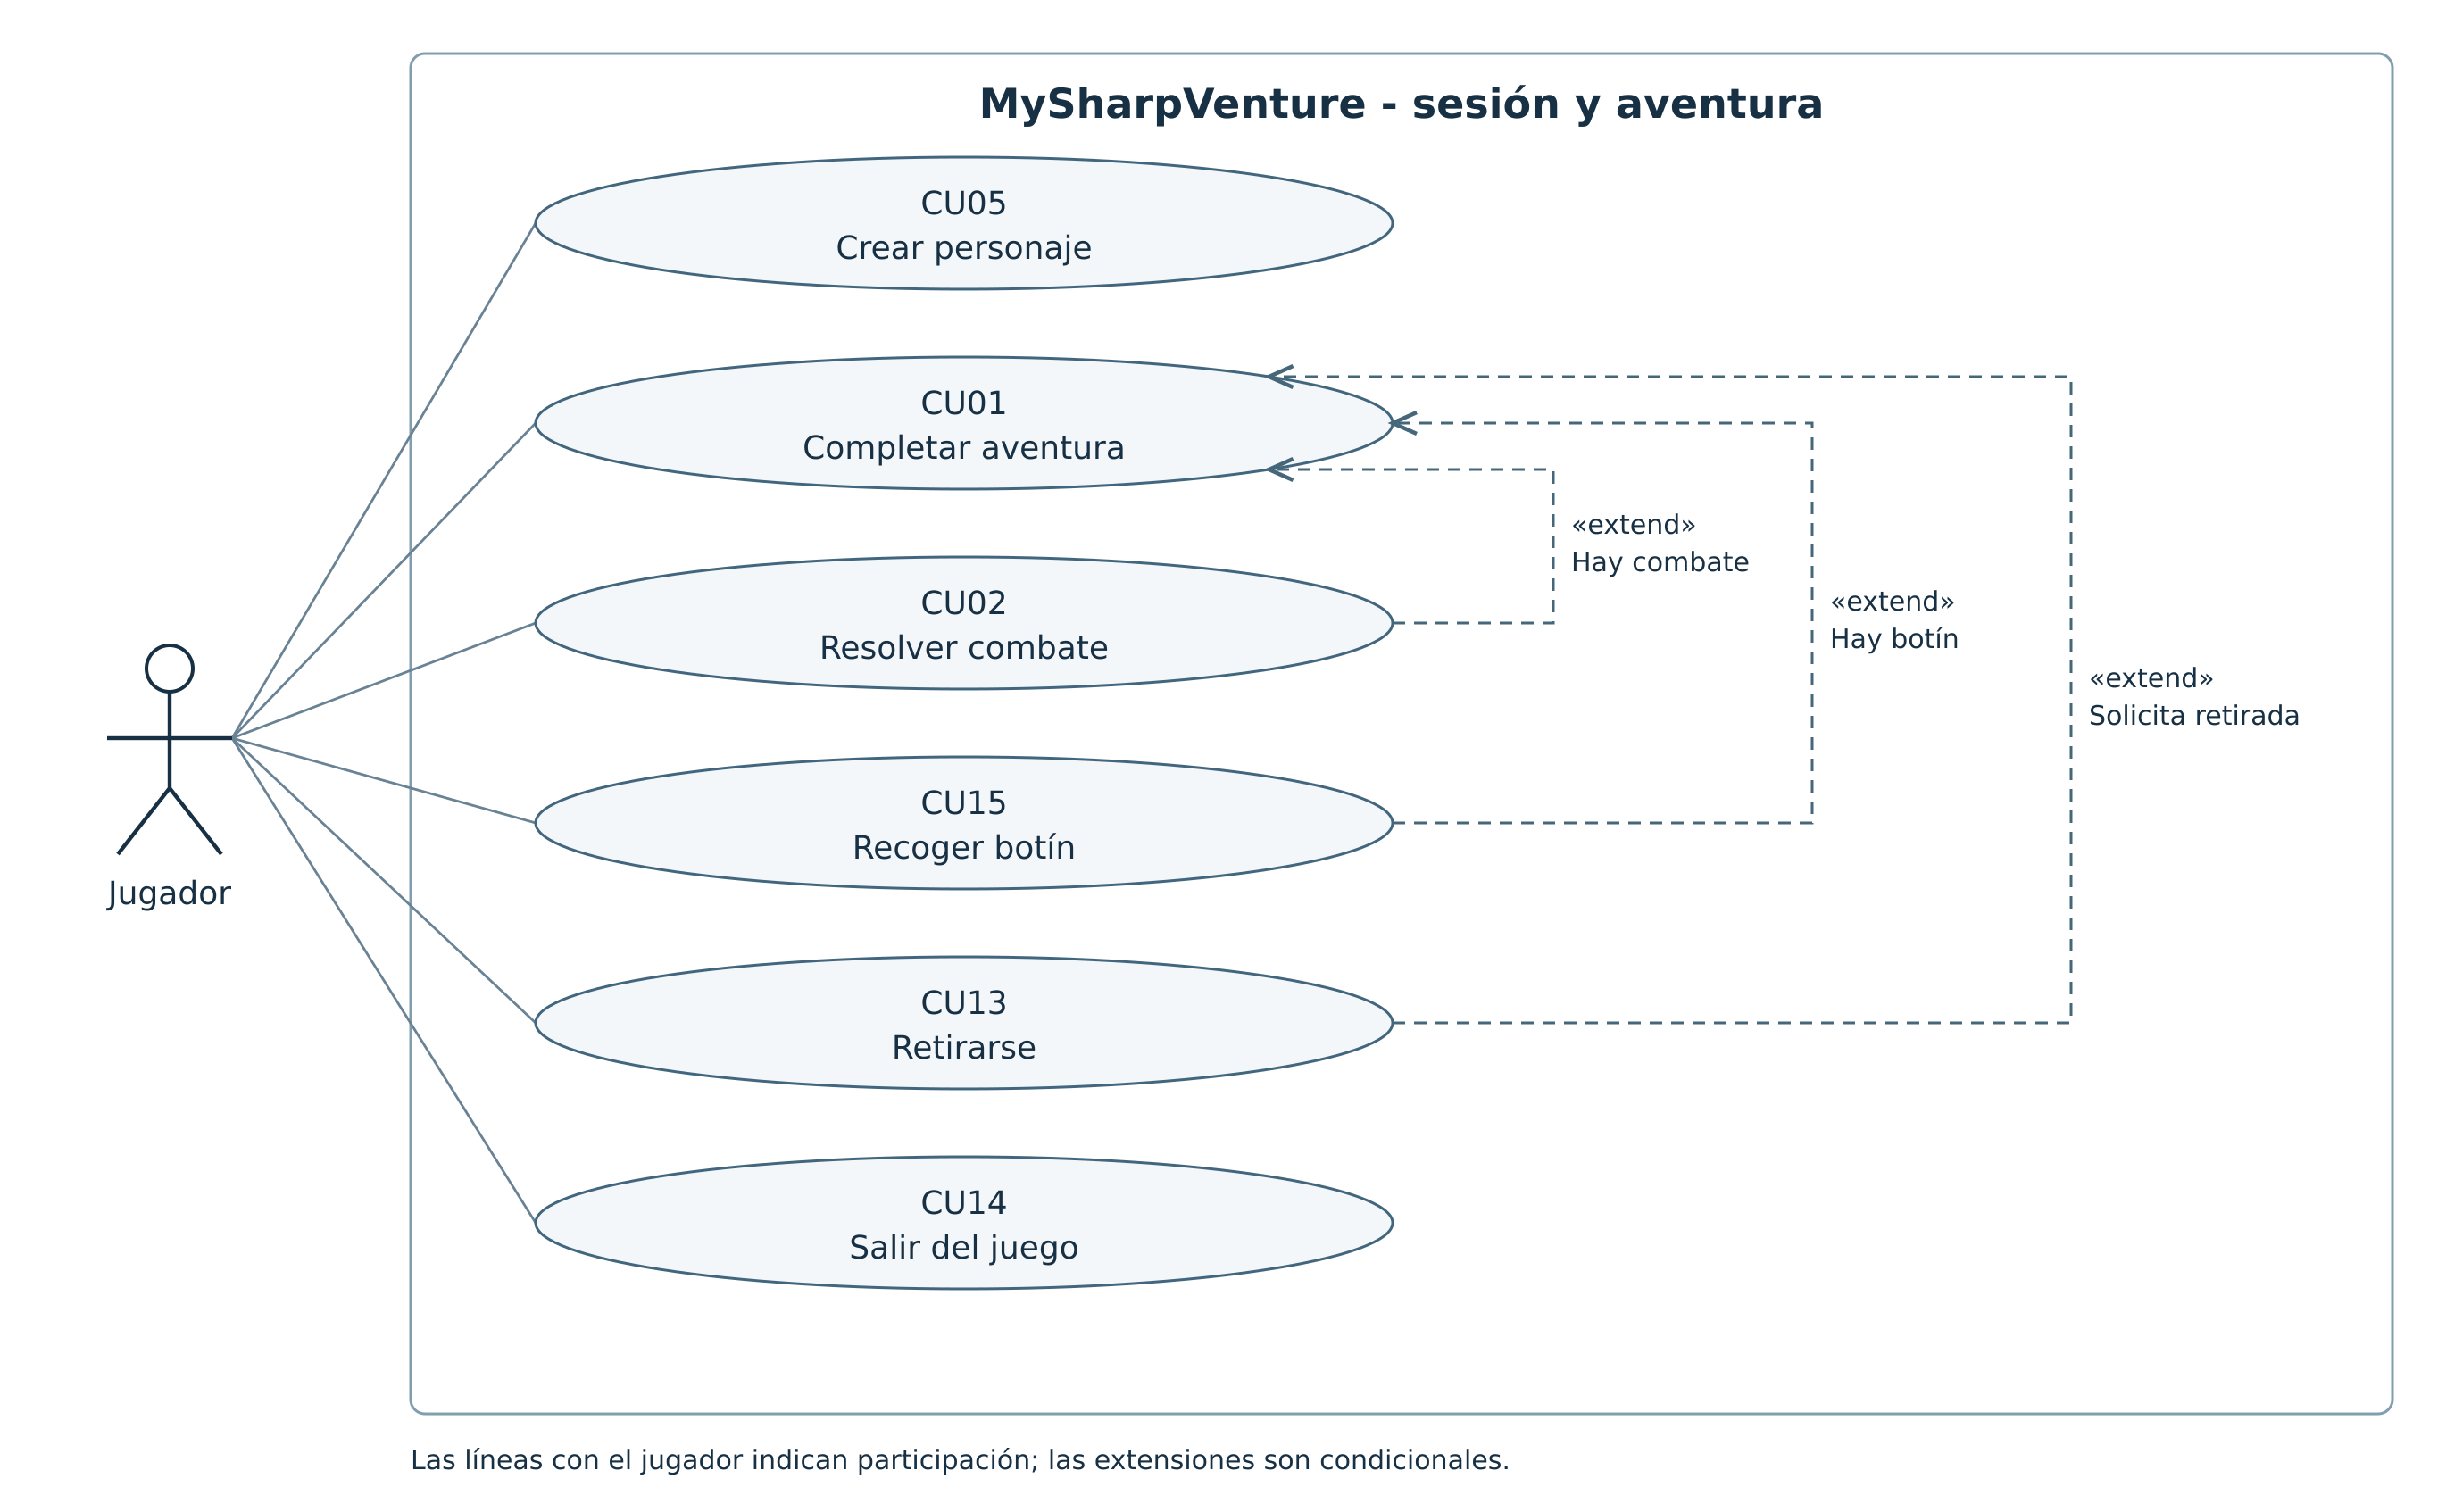 MySharpVenture - sesión y aventura
CU05
Crear personaje
CU01
Completar aventura
«extend»
Hay combate
CU02
Resolver combate
«extend»
Hay botín
«extend»
Solicita retirada
CU15
Recoger botín
Jugador
CU13
Retirarse
CU14
Salir del juego
Las líneas con el jugador indican participación; las extensiones son condicionales.